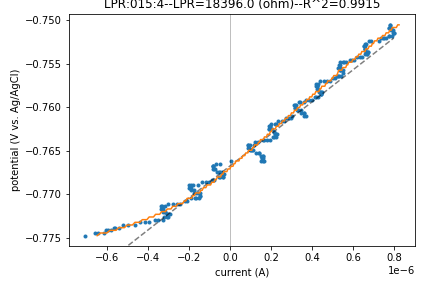 LPR:015:4--LPR=18396.0 (ohm)--R^2=0.9915
−0.750
−0.755
−0.760
−0.765
−0.770
−0.775
potential (V vs. Ag/AgCl)
−0.6 −0.4 −0.2 0.0 0.2 0.4 0.6 0.8
1e−6
current (A)